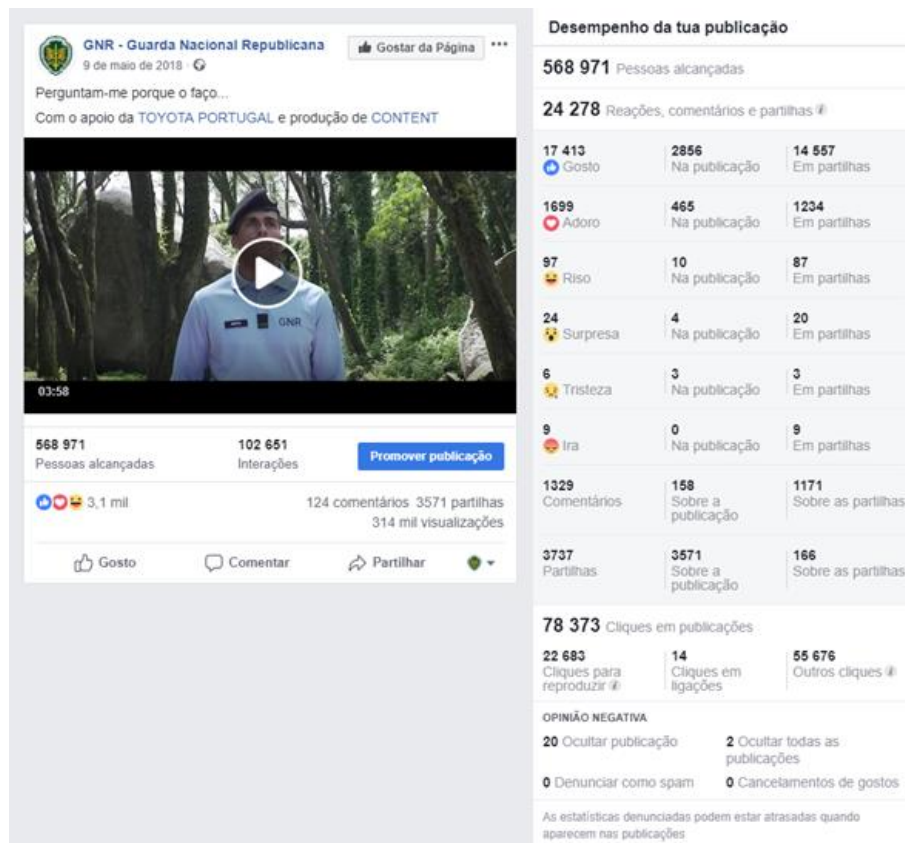 GNR - Guarda Nacional Republicana
Gostar da Página
9 de maio de 2018
Perguntam-me porque o faço...
Com o apoio da TOYOTA PORTUGAL e produção de CONTENT
GNR
03:58
568 971
Pessoas alcançadas
102 651
Interações
Promover publicação
3,1 mil
124 comentários 3571 partilhas
314 mil visualizações
Gosto
Comentar
Partilhar
Desempenho da tua publicação
568 971 Pessoas alcançadas
24 278 Reações, comentários e partilhas
17 413
Gosto
2856
Na publicação
14 557
Em partilhas
1699
Adoro
465
Na publicação
1234
Em partilhas
97
Riso
10
Na publicação
87
Em partilhas
24
Surpresa
4
Na publicação
20
Em partilhas
6
Tristeza
3
Na publicação
3
Em partilhas
9
Ira
0
Na publicação
9
Em partilhas
1329
Comentários
158
Sobre a
publicação
1171
Sobre as partilhas
3737
Partilhas
3571
Sobre a
publicação
166
Sobre as partilhas
78 373 Cliques em publicações
22 683
Cliques para
reproduzir
14
Cliques em
ligações
55 676
Outros cliques
OPINIÃO NEGATIVA
20 Ocultar publicação
2 Ocultar todas as
publicações
0 Denunciar como spam
0 Cancelamentos de gostos
As estatísticas denunciadas podem estar atrasadas quando
aparecem nas publicações